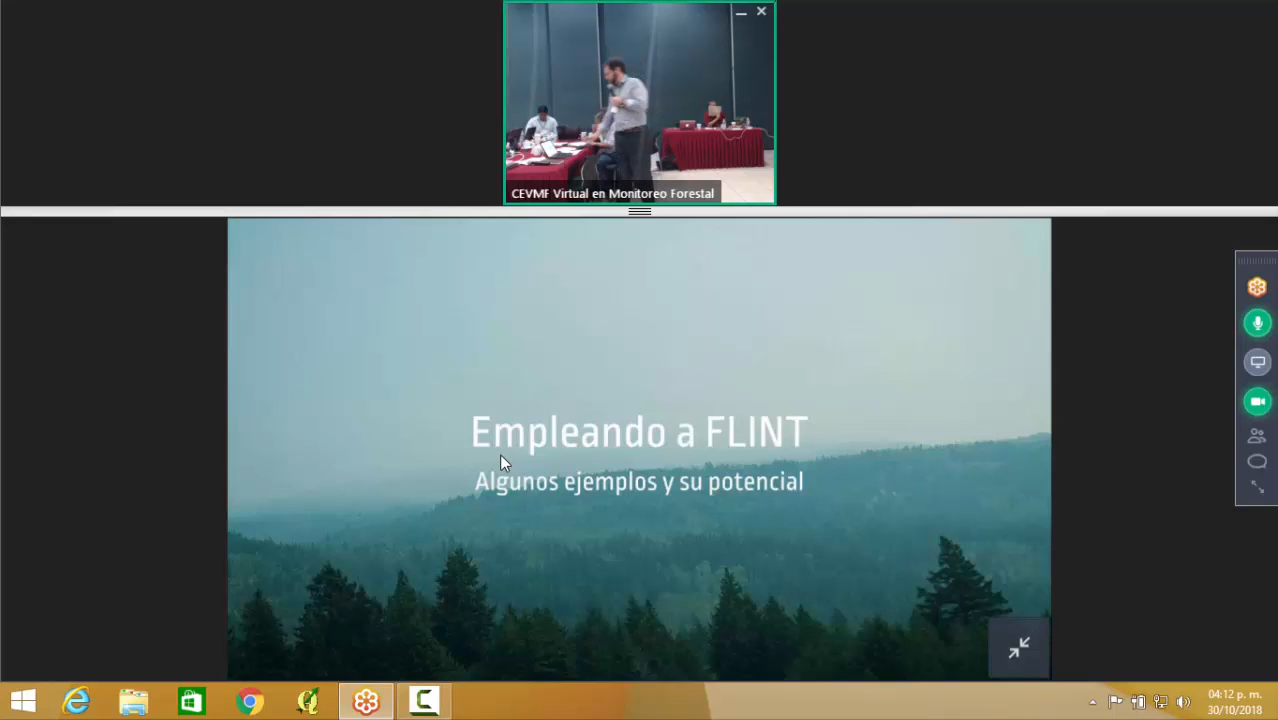 CEVMF Virtual en Monitoreo Forestal
Empleando a FLINT
Algunos ejemplos y su potencial
04:12 p. m.
30/10/2018